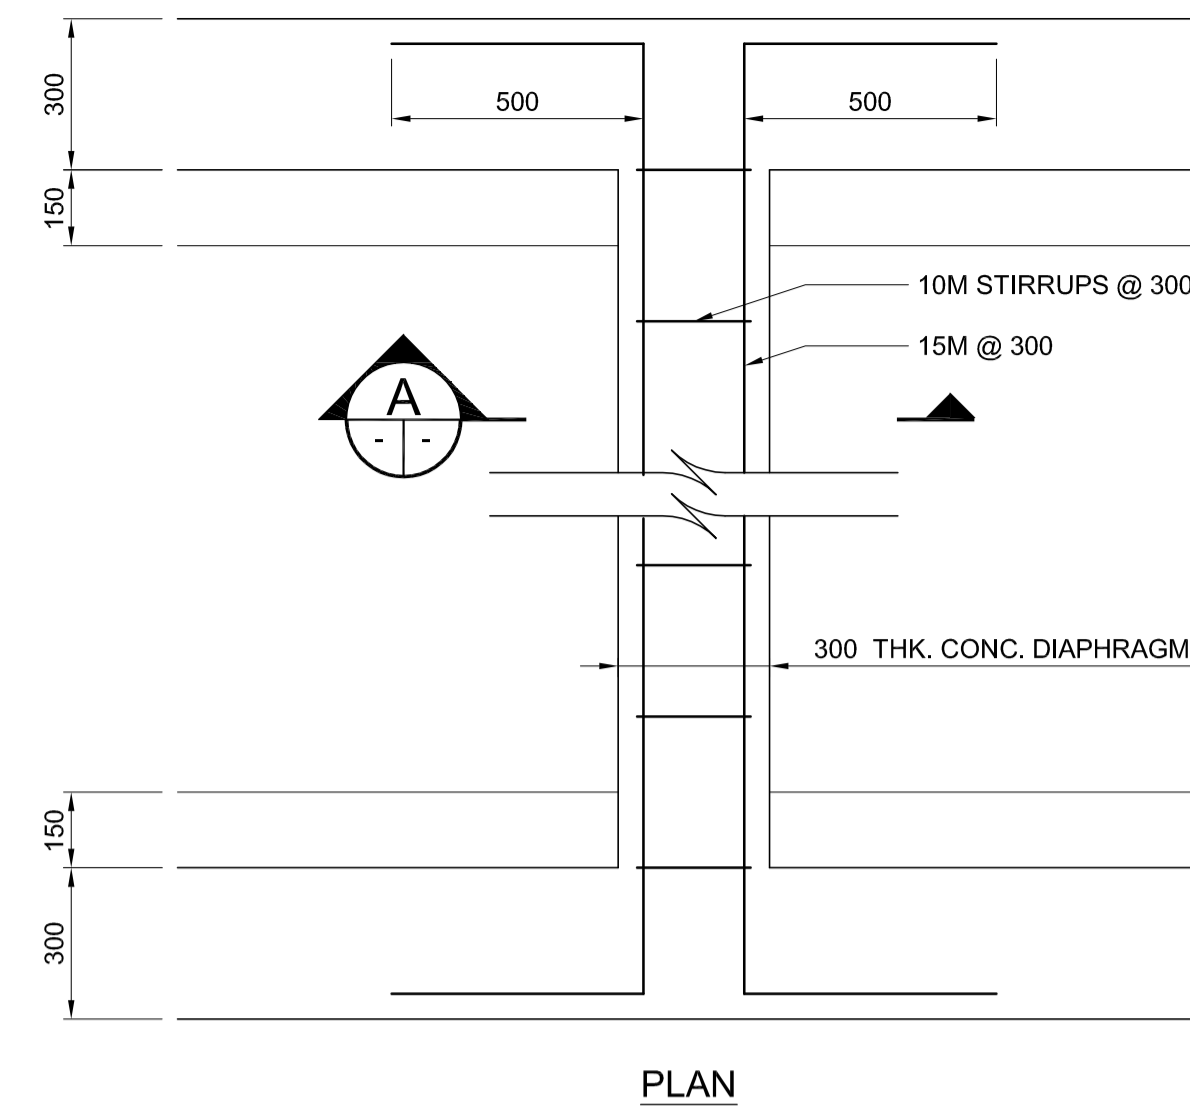 300
500
500
150
10M STIRRUPS @ 300
15M @ 300
A
- -
300 THK. CONC. DIAPHRAGM
150
300
PLAN